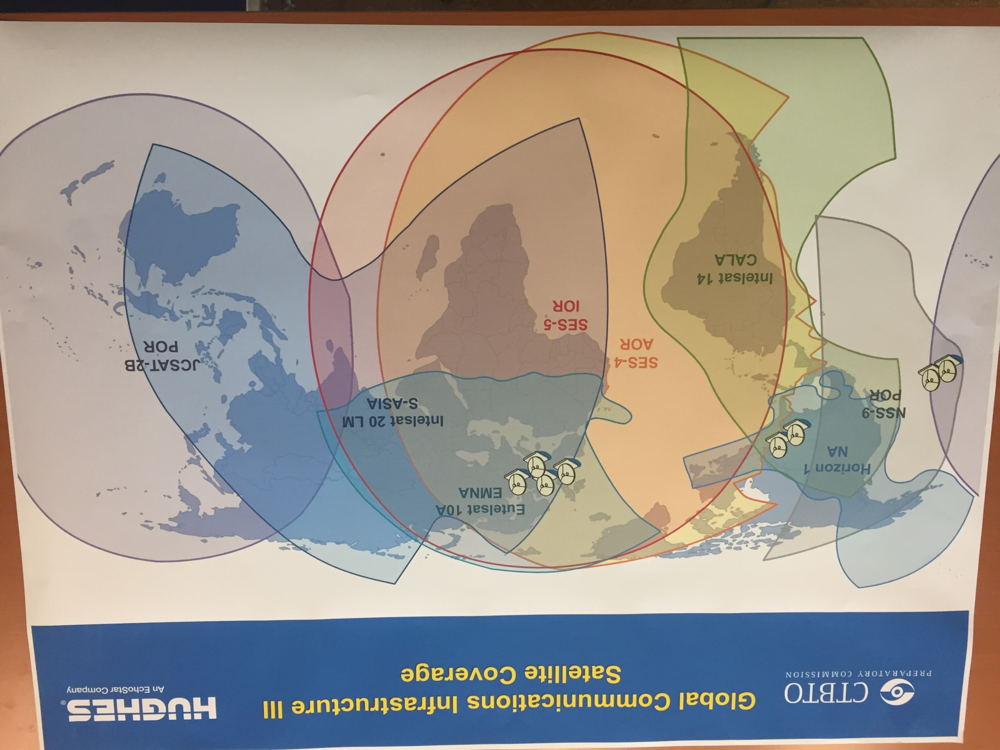 CTBTO
PREPARATORY COMMISSION
Global Communications Infrastructure III
Satellite Coverage
HUGHES®
An EchoStar Company
Horizon 1
NA
NSS-9
POR
Eutelsat 10A
EMNA
Intelsat 20 LM
S-ASIA
SES-4
AOR
SES-5
IOR
JCSAT-2B
POR
Intelsat 14
CALA